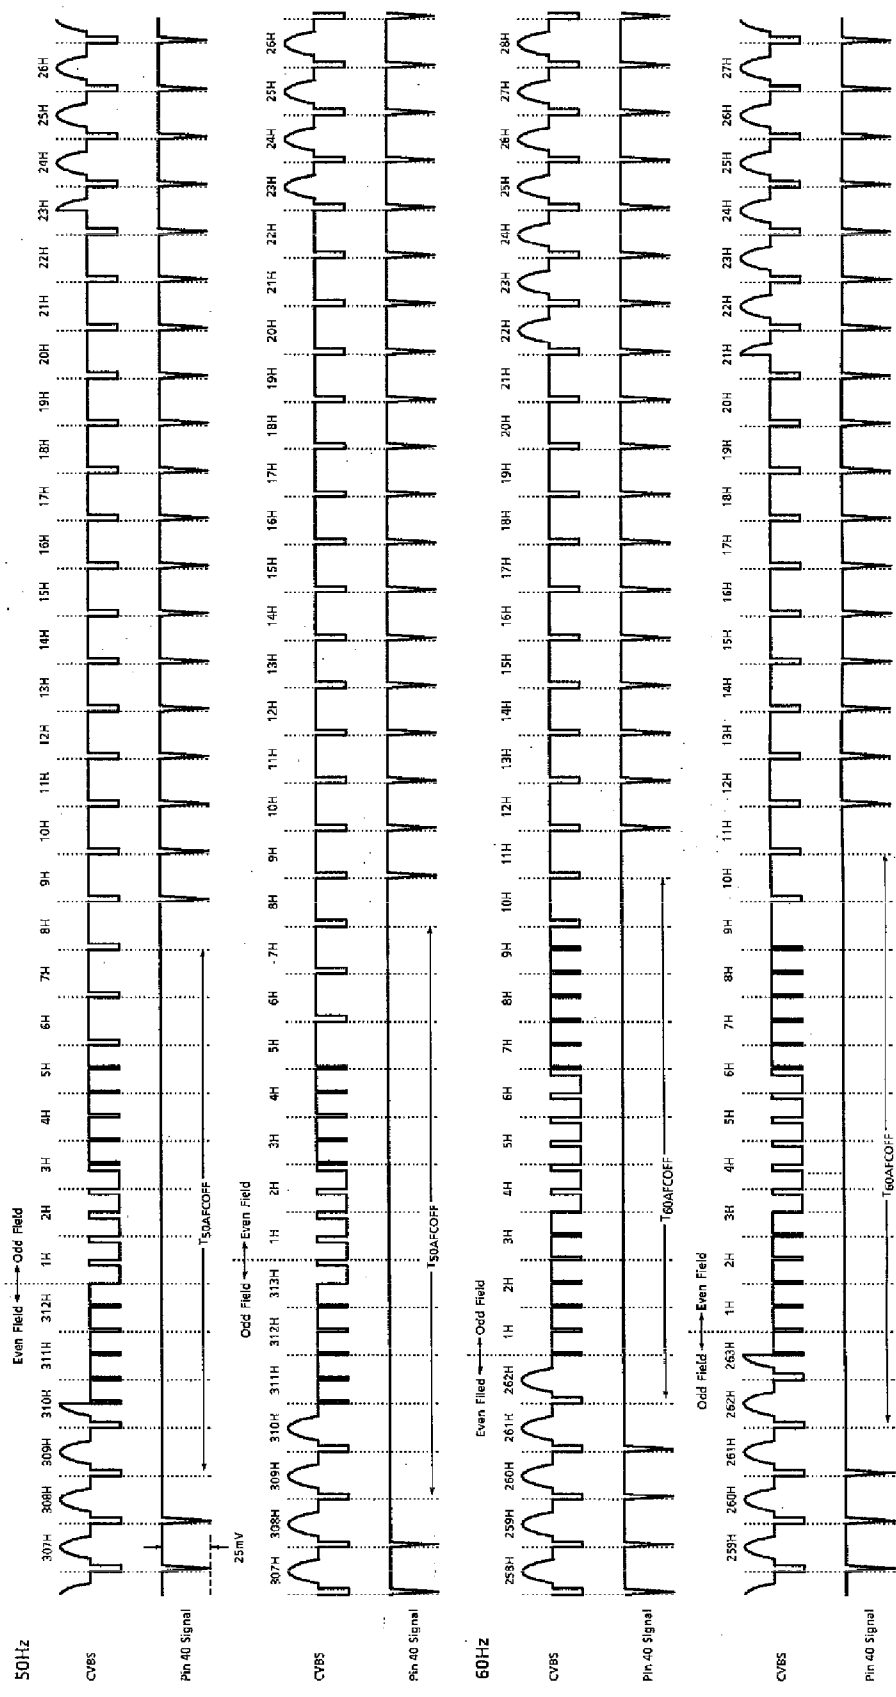 50Hz
Even Field Odd Field
307H 308H 309H 310H 311H 312H 1H 2H 3H 4H 5H 6H 7H 8H 9H 10H 11H 12H 13H 14H 15H 16H 17H 18H 19H 20H 21H 22H 23H 24H 25H 26H
CVBS
T50AFCOFF
25mV
Pin 40 Signal
Odd Field Even Field
307H 308H 309H 310H 311H 312H 313H 1H 2H 3H 4H 5H 6H 7H 8H 9H 10H 11H 12H 13H 14H 15H 16H 17H 18H 19H 20H 21H 22H 23H 24H 25H 26H
CVBS
T50AFCOFF
Pin 40 Signal
60Hz
Even Filed Odd Field
258H 259H 260H 261H 262H 1H 2H 3H 4H 5H 6H 7H 8H 9H 10H 11H 12H 13H 14H 15H 16H 17H 18H 19H 20H 21H 22H 23H 24H 25H 26H 27H 28H
CVBS
T60AFCOFF
Pin 40 Signal
Odd Field Even Field
259H 260H 261H 262H 263H 1H 2H 3H 4H 5H 6H 7H 8H 9H 10H 11H 12H 13H 14H 15H 16H 17H 18H 19H 20H 21H 22H 23H 24H 25H 26H 27H
CVBS
T60AFCOFF
Pin 40 Signal